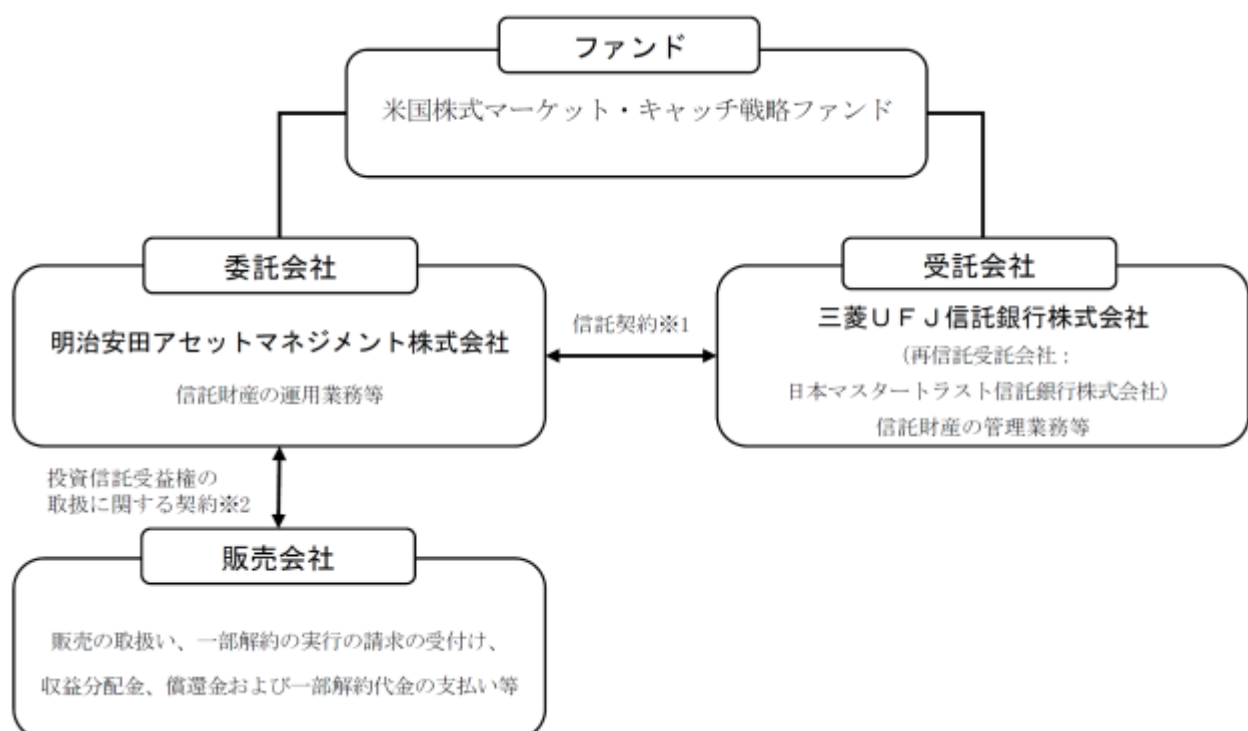 ファンド
米国株式マーケット・キャッチ戦略ファンド
委託会社
明治安田アセットマネジメント株式会社
信託財産の運用業務等
信託契約※1
受託会社
三菱UFJ信託銀行株式会社
(再信託受託会社:
日本マスタートラスト信託銀行株式会社)
信託財産の管理業務等
投資信託受益権の
取扱に関する契約※2
販売会社
販売の取扱い、一部解約の実行の請求の受付け、
収益分配金、償還金および一部解約代金の支払い等